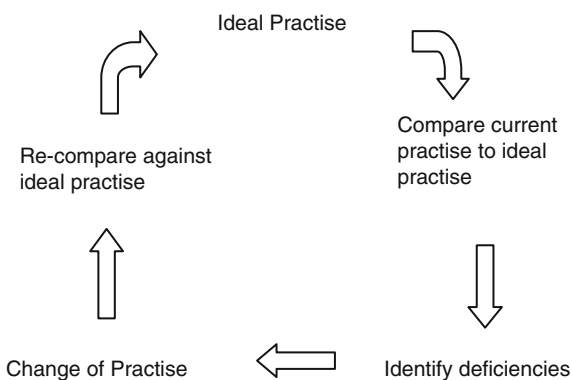 Ideal Practise
Compare current
practise to ideal
practise
Identify deficiencies
Change of Practise
Re-compare against
ideal practise